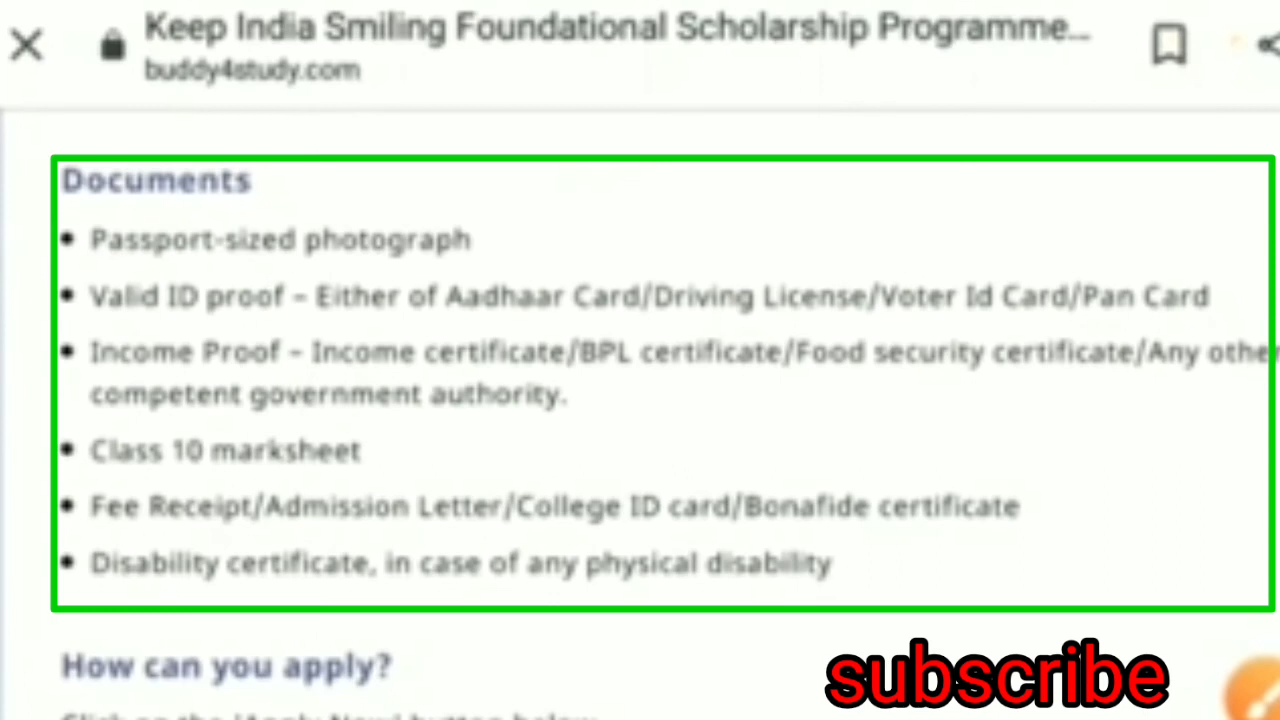 Keep India Smiling Foundational Scholarship Programme...
buddy4study.com
Documents
• Passport-sized photograph
• Valid ID proof – Either of Aadhaar Card/Driving License/Voter Id Card/Pan Card
• Income Proof – Income certificate/BPL certificate/Food security certificate/Any other
competent government authority.
• Class 10 marksheet
• Fee Receipt/Admission Letter/College ID card/Bonafide certificate
• Disability certificate, in case of any physical disability
How can you apply?
subscribe